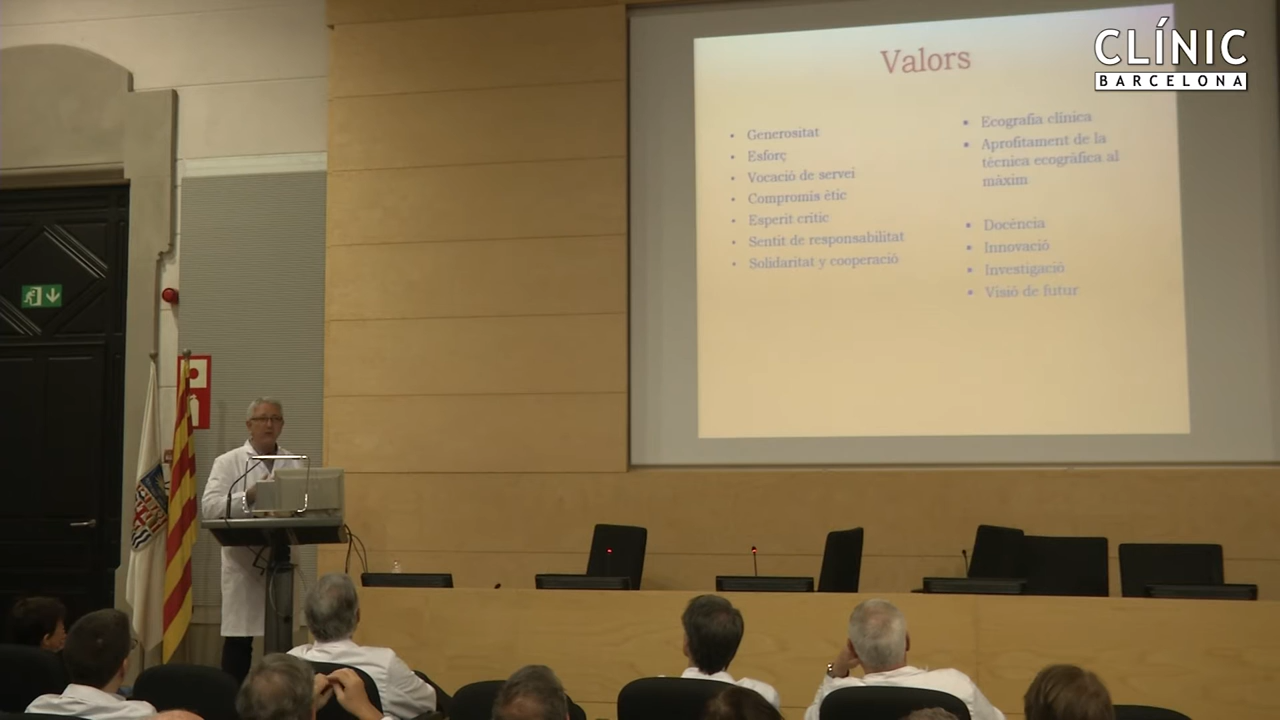 CLÍNIC
BARCELONA
Valors
• Generositat
• Esforç
• Vocació de servei
• Compromís ètic
• Esperit crític
• Sentit de responsabilitat
• Solidaritat y cooperació
• Ecografia clínica
• Aprofitament de la
tècnica ecogràfica al
màxim
• Docència
• Innovació
• Investigació
• Visió de futur